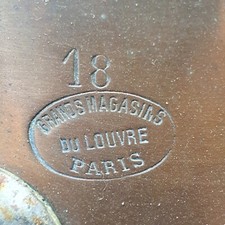 18
GRANDS MAGASINS
DU LOUVRE
PARIS